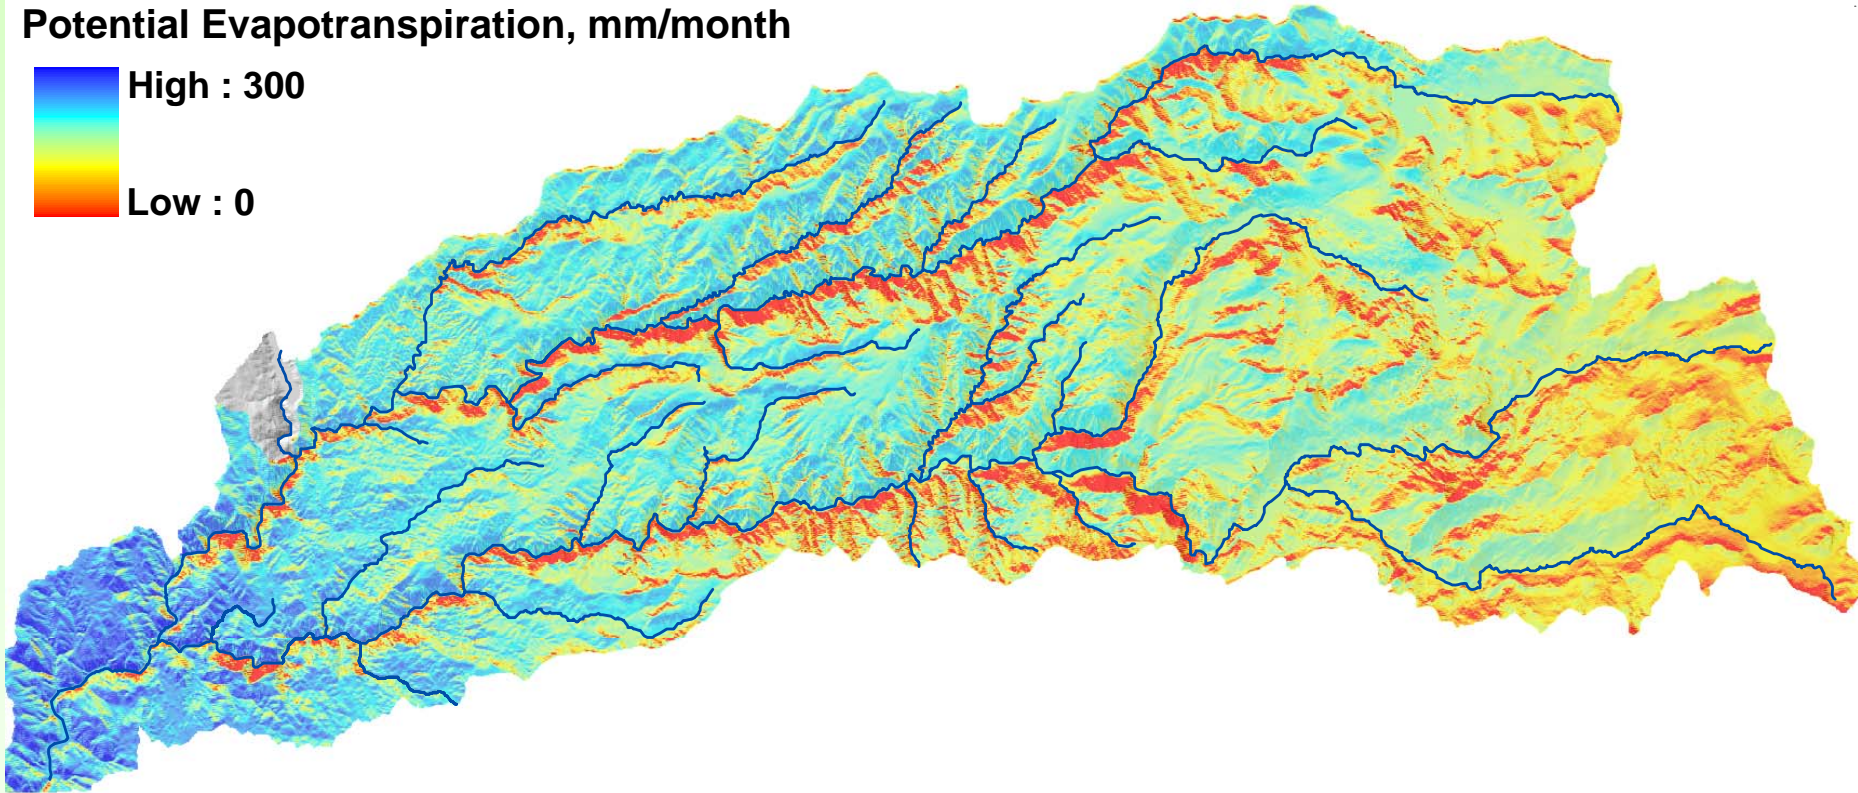 Potential Evapotranspiration, mm/month
High : 300
Low : 0